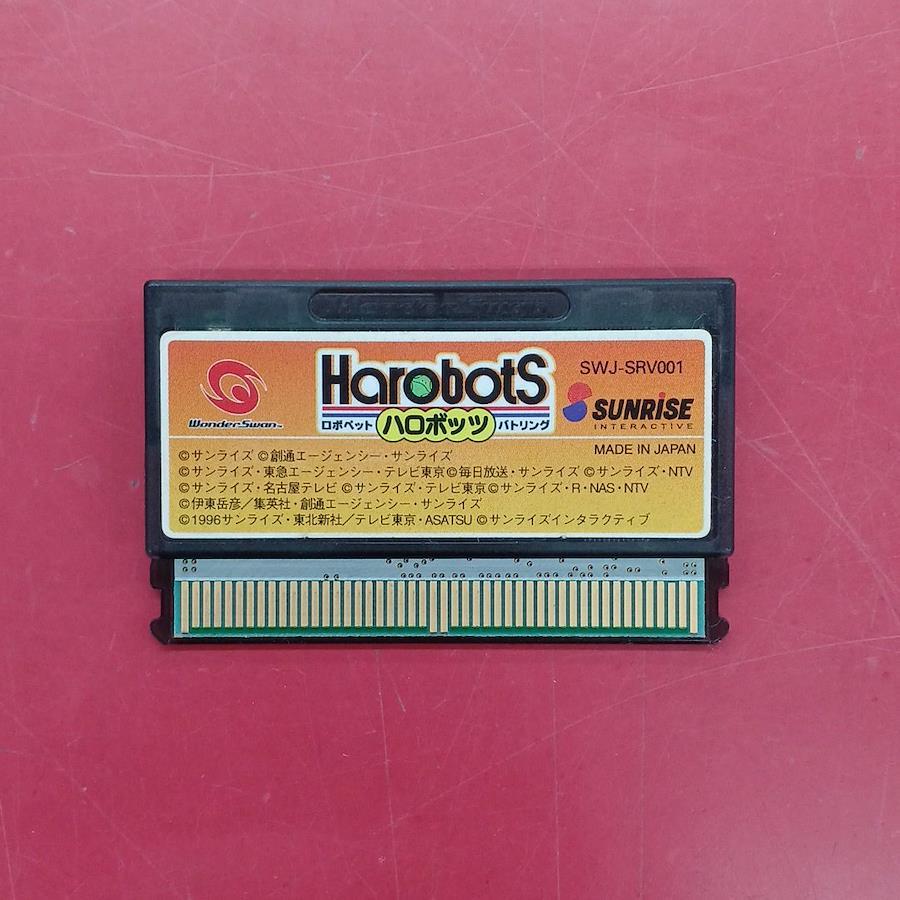 WonderSwan
HarobotS
ロボペット ハロボッツ バトリング
SWJ-SRV001
SUNRISE
INTERACTIVE
MADE IN JAPAN
©サンライズ ©創通エージェンシー・サンライズ
©サンライズ・東急エージェンシー・テレビ東京©毎日放送・サンライズ ©サンライズ・NTV
©サンライズ・名古屋テレビ ©サンライズ・テレビ東京©サンライズ・R・NAS・NTV
©伊東岳彦／集英社・創通エージェンシー・サンライズ
©1996サンライズ・東北新社／テレビ東京・ASATSU ©サンライズインタラクティブ